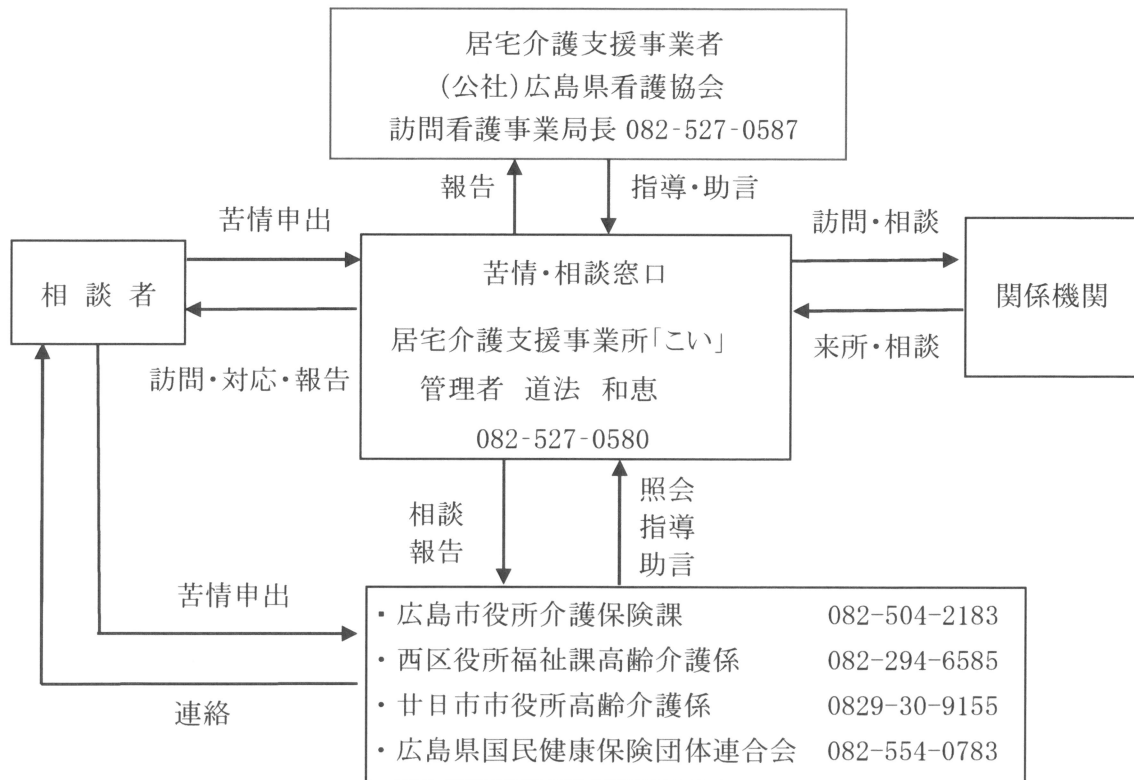 居宅介護支援事業者
(公社)広島県看護協会
訪問看護事業局長 082-527-0587
報告
指導・助言
苦情申出
訪問・相談
相 談 者
苦情・相談窓口
居宅介護支援事業所「こい」
管理者 道法 和恵
082-527-0580
関係機関
訪問・対応・報告
来所・相談
相談
報告
照会
指導
助言
苦情申出
連絡
・広島市役所介護保険課 082-504-2183
・西区役所福祉課高齢介護係 082-294-6585
・廿日市市役所高齢介護係 0829-30-9155
・広島県国民健康保険団体連合会 082-554-0783